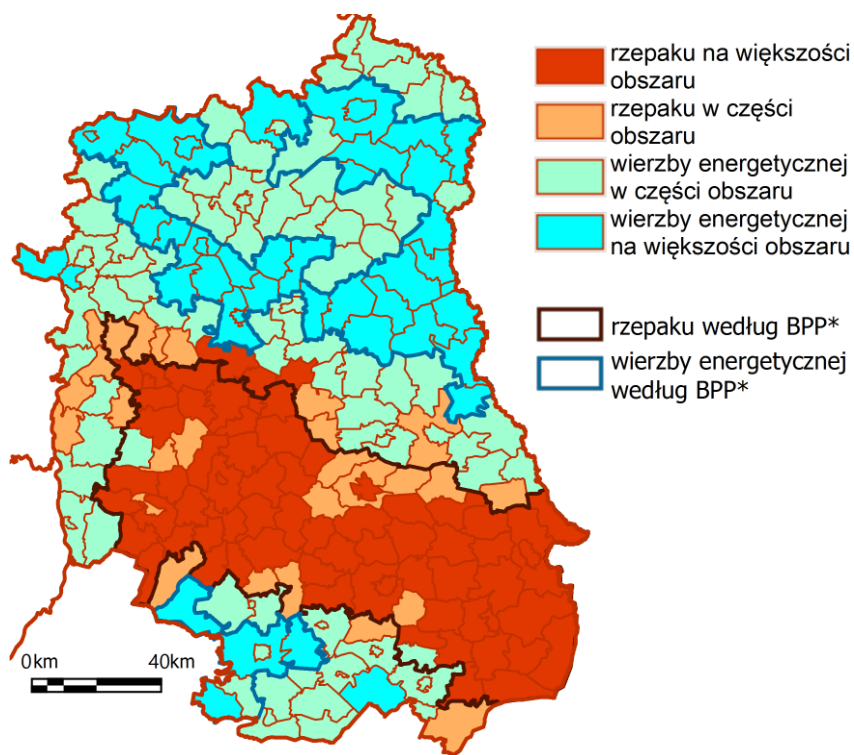 rzepaku na większości
obszaru
rzepaku w części
obszaru
wierzby energetycznej
w części obszaru
wierzby energetycznej
na większości obszaru
rzepaku według BPP*
wierzby energetycznej
według BPP*
0km 40km